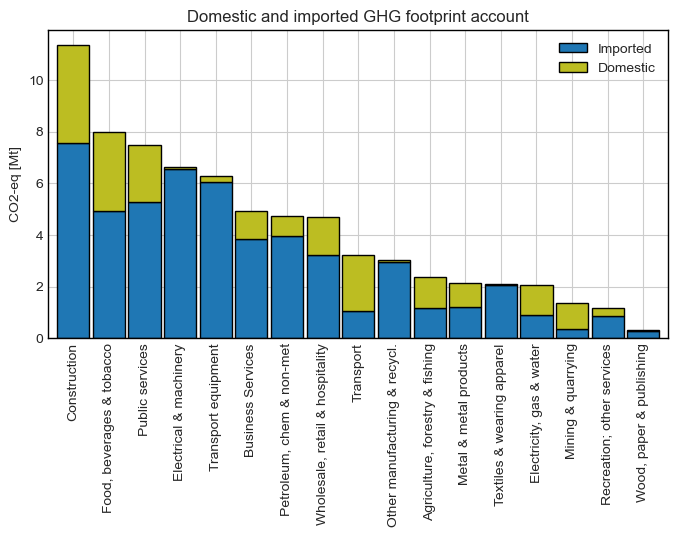 Domestic and imported GHG footprint account
Imported
Domestic
CO2-eq [Mt]
10
8
6
4
2
0
Construction
Food, beverages & tobacco
Public services
Electrical & machinery
Transport equipment
Business Services
Petroleum, chem & non-met
Wholesale, retail & hospitality
Transport
Other manufacturing & recycl.
Agriculture, forestry & fishing
Metal & metal products
Textiles & wearing apparel
Electricity, gas & water
Mining & quarrying
Recreation; other services
Wood, paper & publishing